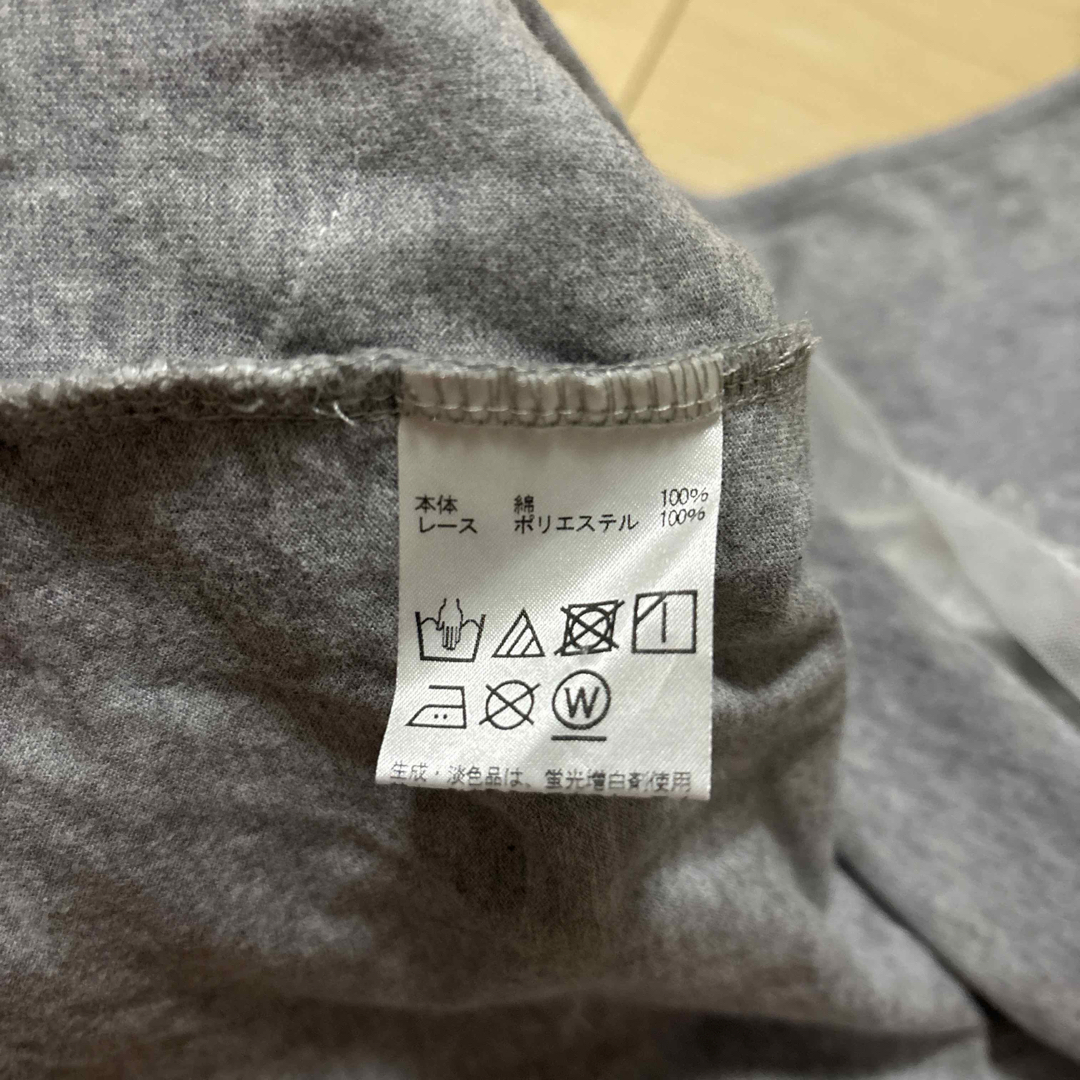 本体 綿 100%
レース ポリエステル 100%
W
生成・淡色品は、蛍光増白剤使用